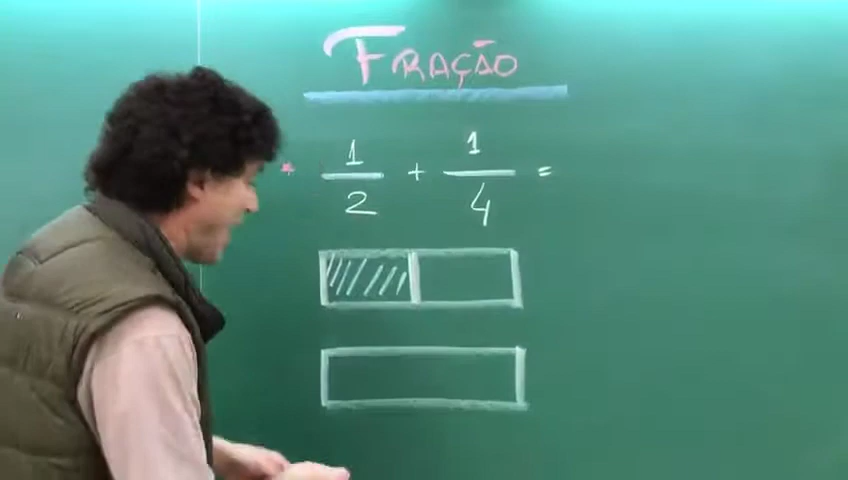 FRAÇÃO
* 1/2 + 1/4 =